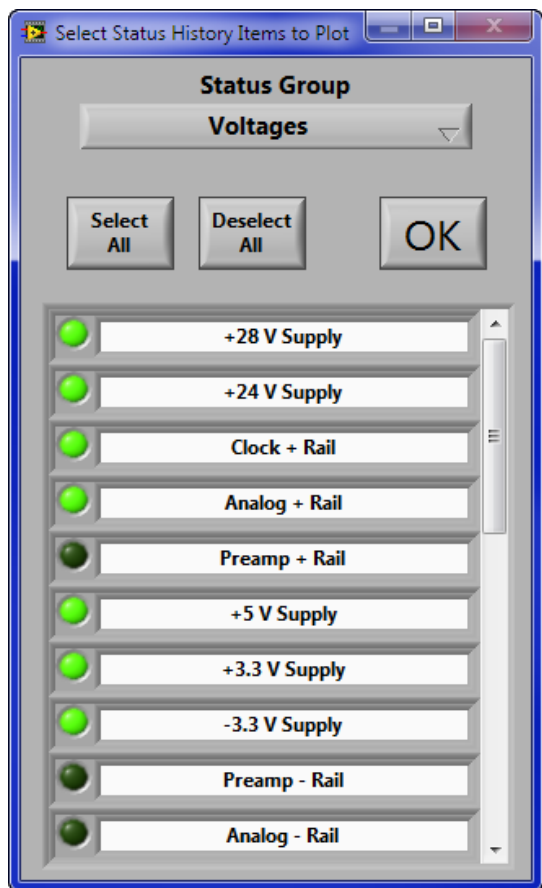 Select Status History Items to Plot
Status Group
Voltages
Select
All
Deselect
All
OK
+28 V Supply
+24 V Supply
Clock + Rail
Analog + Rail
Preamp + Rail
+5 V Supply
+3.3 V Supply
-3.3 V Supply
Preamp - Rail
Analog - Rail